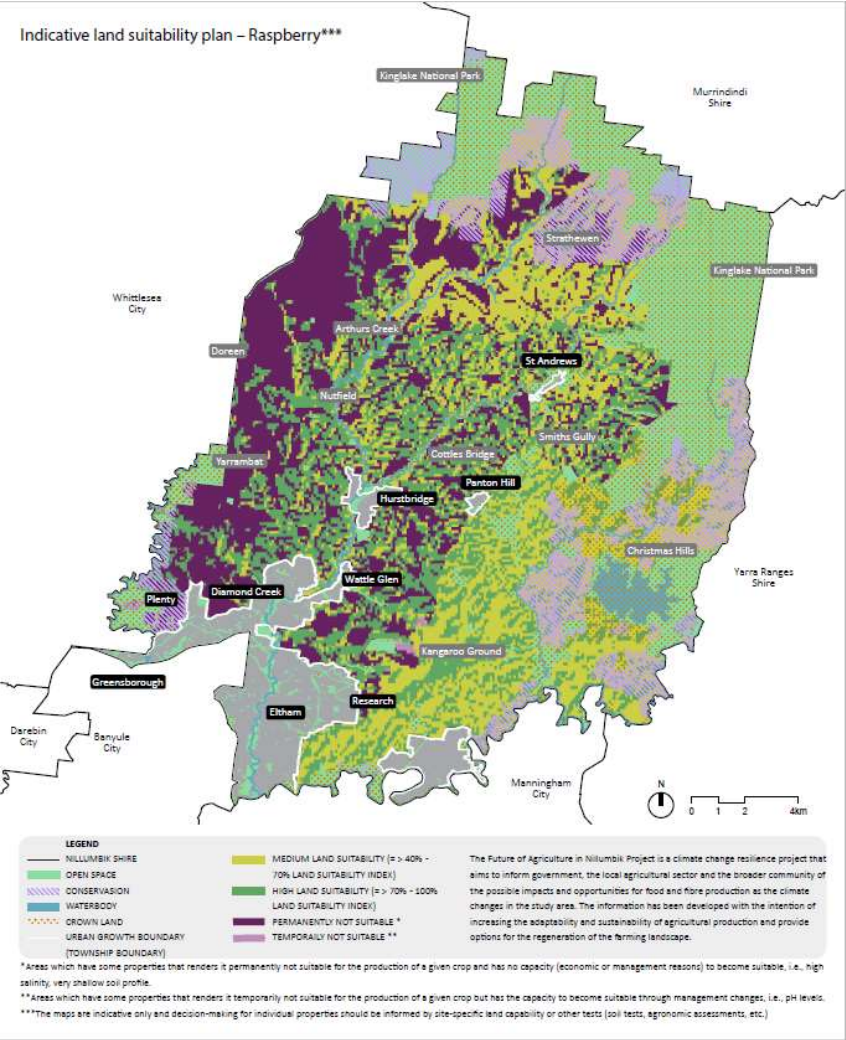 Indicative land suitability plan – Raspberry***
Kinglake National Park
Murrindindi
Shire
Strathewen
Kinglake National Park
Whittlesea
City
Arthurs Creek
Doreen
St Andrews
Nutfield
Smiths Gully
Cottles Bridge
Yarrambat
Panton Hill
Hurstbridge
Christmas Hills
Wattle Glen
Yarra Ranges
Shire
Diamond Creek
Plenty
Kangaroo Ground
Greensborough
Research
Eltham
Darebin
City
Banyule
City
Manningham
City
N
0 1 2 4km
LEGEND
NILLUMBIK SHIRE
OPEN SPACE
CONSERVASION
WATERBODY
CROWN LAND
URBAN GROWTH BOUNDARY
(TOWNSHIP BOUNDARY)
MEDIUM LAND SUITABILITY (= > 40% -
70% LAND SUITABILITY INDEX)
HIGH LAND SUITABILITY (= > 70% - 100%
LAND SUITABILITY INDEX)
PERMANENTLY NOT SUITABLE *
TEMPORAILY NOT SUITABLE **
The Future of Agriculture in Nillumbik Project is a climate change resilience project that
aims to inform government, the local agricultural sector and the broader community of
the possible impacts and opportunities for food and fibre production as the climate
changes in the study area. The information has been developed with the intention of
increasing the adaptability and sustainability of agricultural production and provide
options for the regeneration of the farming landscape.
*Areas which have some properties that renders it permanently not suitable for the production of a given crop and has no capacity (economic or management reasons) to become suitable, i.e., high
salinity, very shallow soil profile.
**Areas which have some properties that renders it temporarily not suitable for the production of a given crop but has the capacity to become suitable through management changes, i.e., pH levels.
***The maps are indicative only and decision-making for individual properties should be informed by site-specific land capability or other tests (soil tests, agronomic assessments, etc.)